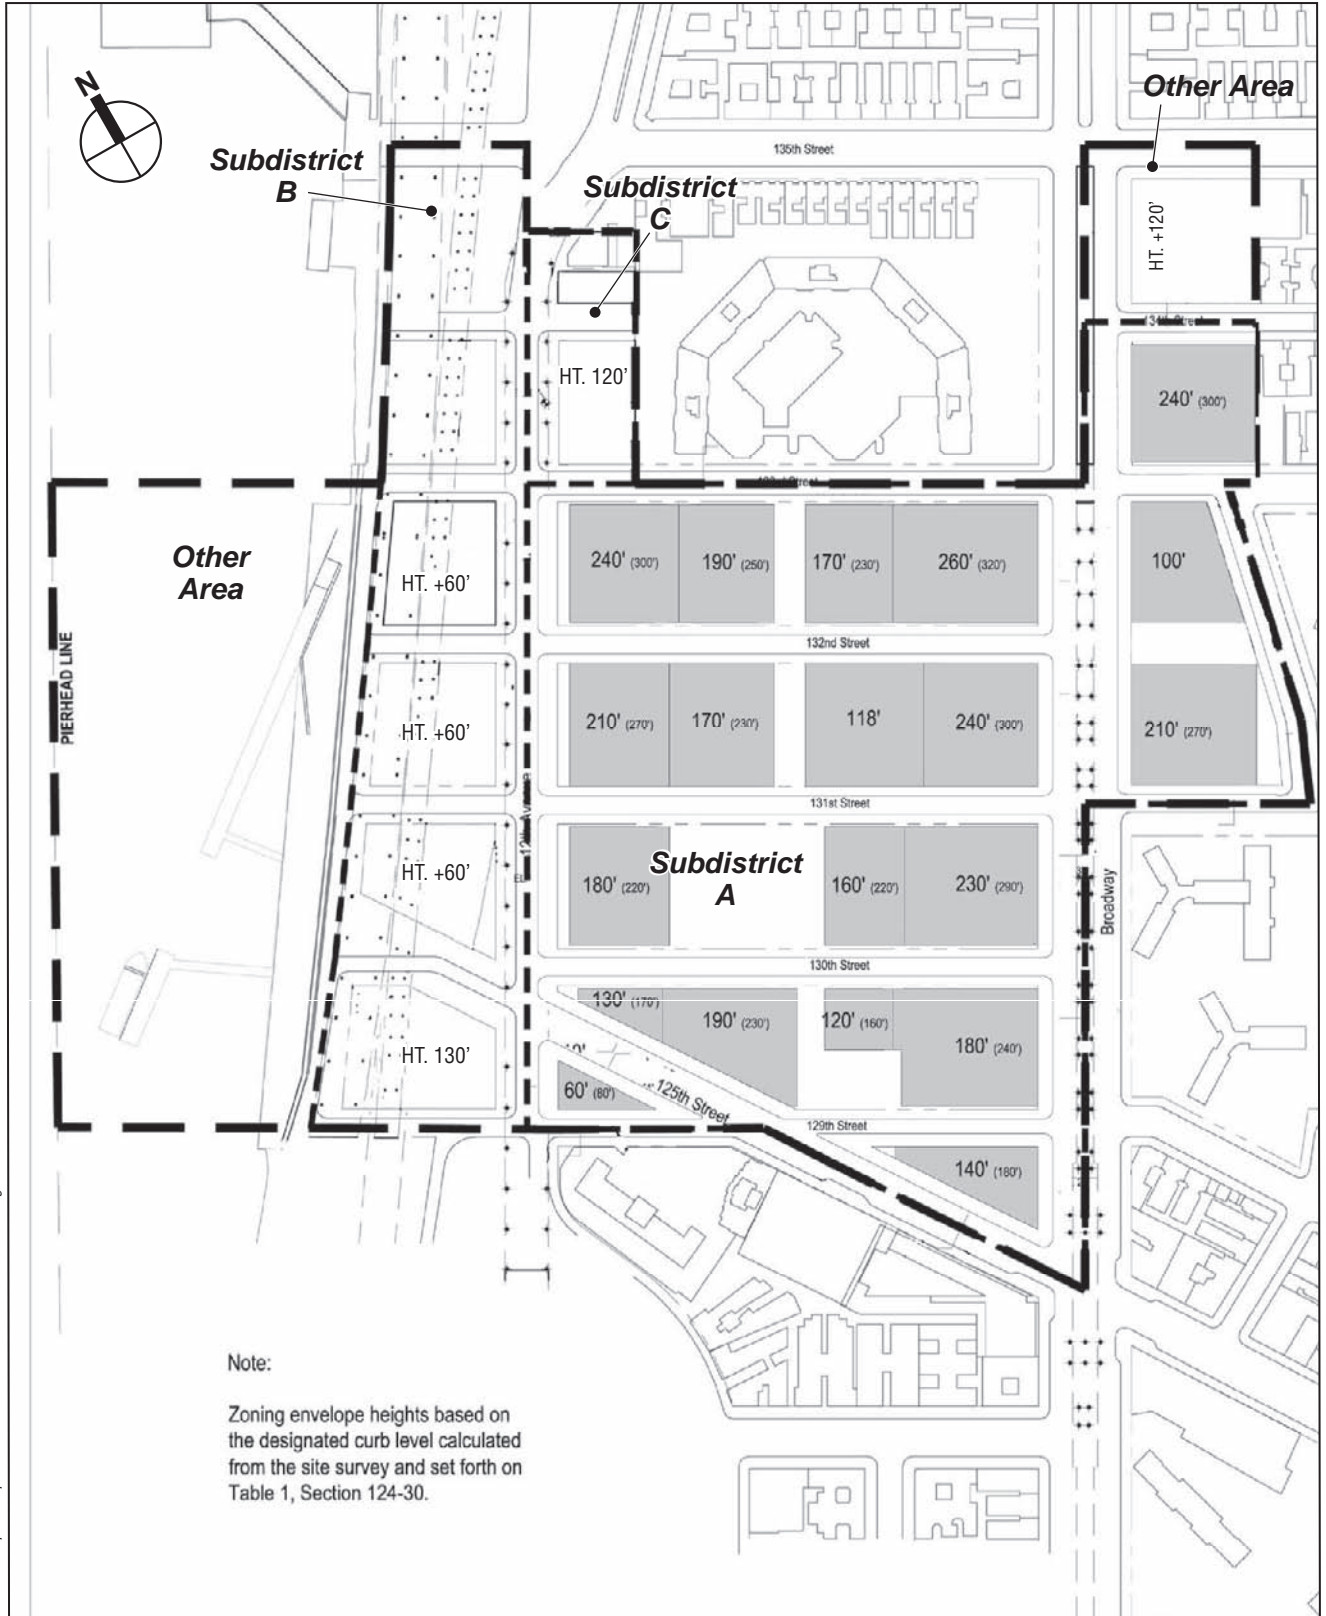 N
Other Area
135th Street
Subdistrict
B
Subdistrict
C
HT. +120'
HT. 120'
240' (300')
Other
Area
PIERHEAD LINE
HT. +60'
240' (300')
190' (250')
170' (230')
260' (320')
100'
132nd Street
HT. +60'
210' (270')
170' (230')
118'
240' (300')
210' (270')
131st Street
HT. +60'
180' (220')
Subdistrict
A
160' (220')
230' (290')
Broadway
130th Street
HT. 130'
130' (170')
190' (230')
120' (160')
180' (240')
60' (80')
125th Street
129th Street
140' (180')
Note:
Zoning envelope heights based on
the designated curb level calculated
from the site survey and set forth on
Table 1, Section 124-30.